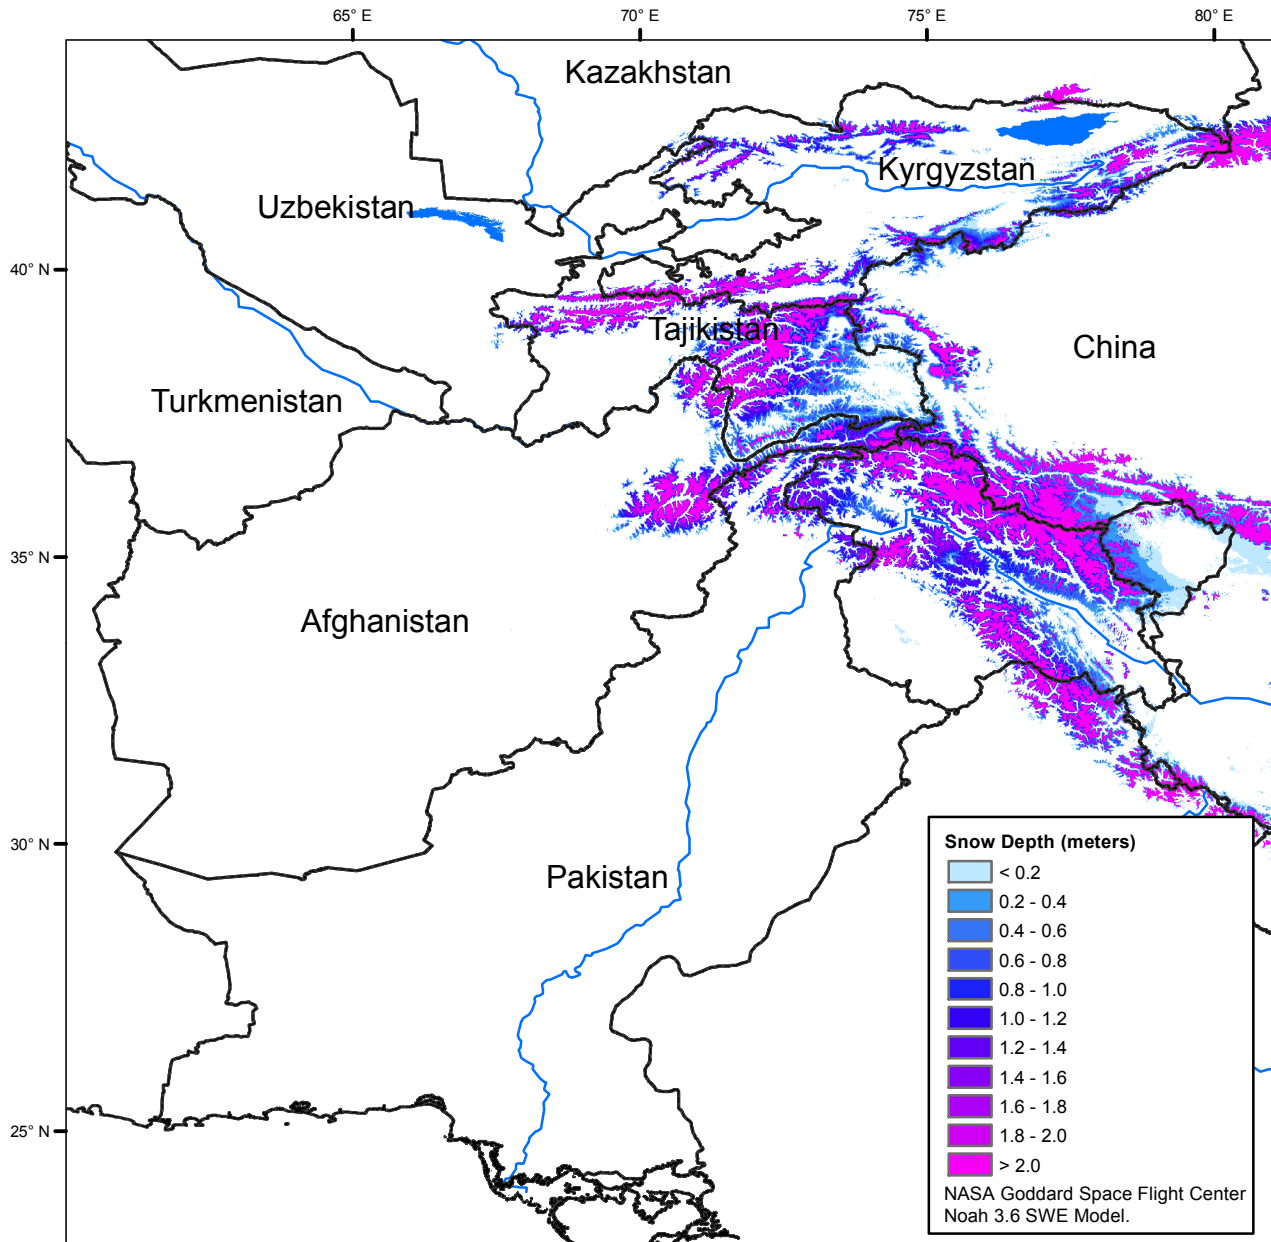 65° E
70° E
75° E
80° E
Kazakhstan
Kyrgyzstan
Uzbekistan
40° N
Tajikistan
China
Turkmenistan
35° N
Afghanistan
30° N
Pakistan
25° N
Snow Depth (meters)
< 0.2
0.2 - 0.4
0.4 - 0.6
0.6 - 0.8
0.8 - 1.0
1.0 - 1.2
1.2 - 1.4
1.4 - 1.6
1.6 - 1.8
1.8 - 2.0
> 2.0
NASA Goddard Space Flight Center
Noah 3.6 SWE Model.